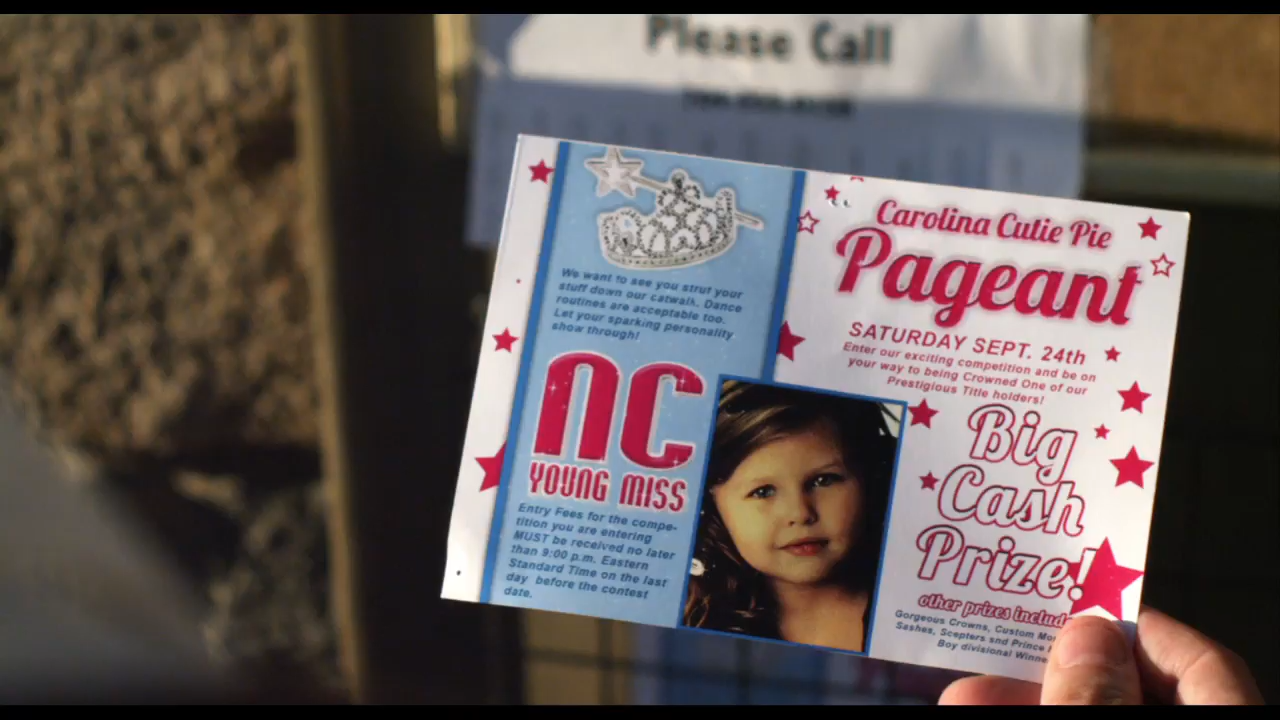 Please Call
We want to see you strut your
stuff down our catwalk. Dance
routines are acceptable too.
Let your sparking personality
show through!
NC
YOUNG MISS
Entry Fees for the compe-
tition you are entering
MUST be received no later
than 9:00 p.m. Eastern
Standard Time on the last
day before the contest
date.
Carolina Cutie Pie
Pageant
SATURDAY SEPT. 24th
Enter our exciting competition and be on
your way to being Crowned One of our
Prestigious Title holders!
Big
Cash
Prize!
other prizes include
Gorgeous Crowns, Custom
Sashes, Scepters snd Prince
Boy divisional